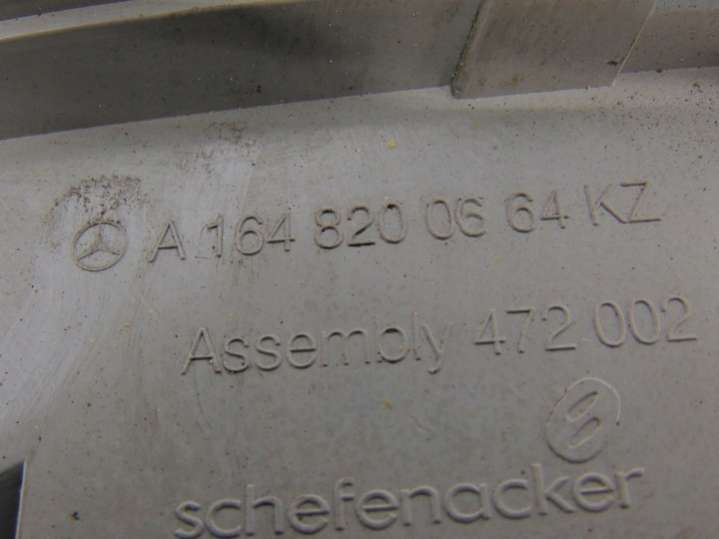 A 164 820 06 64 KZ
Assembly 472 002
schefenacker